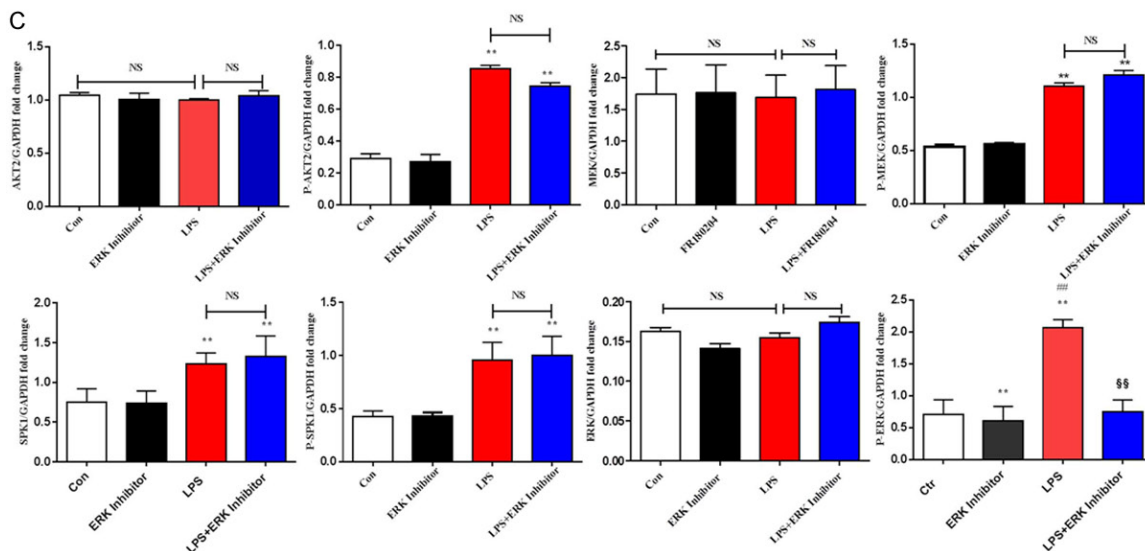 C
AKT2/GAPDH fold change
1.5
1.0
0.5
0.0
NS
NS
Con
ERK Inihibiotr
LPS
LPS+ERK Inhibitor
P-AKT2/GAPDH fold change
1.0
0.8
0.6
0.4
0.2
0.0
NS
**
**
Con
ERK Inhibitor
LPS
LPS+ERK Inhibitor
MEK/GAPDH fold change
2.5
2.0
1.5
1.0
0.5
0.0
NS
NS
Con
FR180204
LPS
LPS+FR180204
P-MEK/GAPDH fold change
1.5
1.0
0.5
0.0
NS
**
**
Con
ERK Inhibitor
LPS
LPS+ERK Inhibitor
SPK1/GAPDH fold change
2.0
1.5
1.0
0.5
0.0
NS
**
**
Con
ERK Inhibitor
LPS
LPS+ERK Inhibitor
P-SPK1/GAPDH fold change
1.5
1.0
0.5
0.0
NS
**
**
Con
ERK Inhibitor
LPS
LPS+ERK Inhibitor
ERK/GAPDH fold change
0.20
0.15
0.10
0.05
0.00
NS
NS
Con
ERK Inhibitor
LPS
LPS+ERK Inhibitor
P-ERK/GAPDH fold change
2.5
2.0
1.5
1.0
0.5
0.0
**
##
**
§§
Ctr
ERK Inhibitor
LPS
LPS+ERK Inhibitor